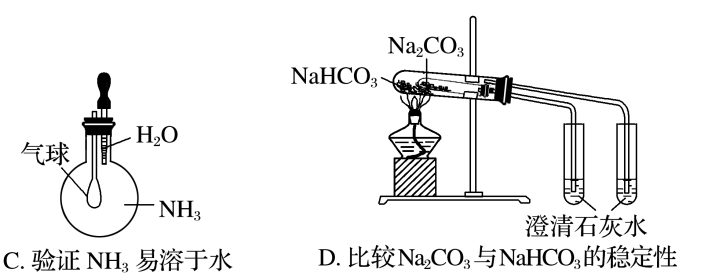 Na₂CO₃
NaHCO₃
H₂O
气球
NH₃
澄清石灰水
C. 验证 NH₃ 易溶于水
D. 比较Na₂CO₃与NaHCO₃的稳定性